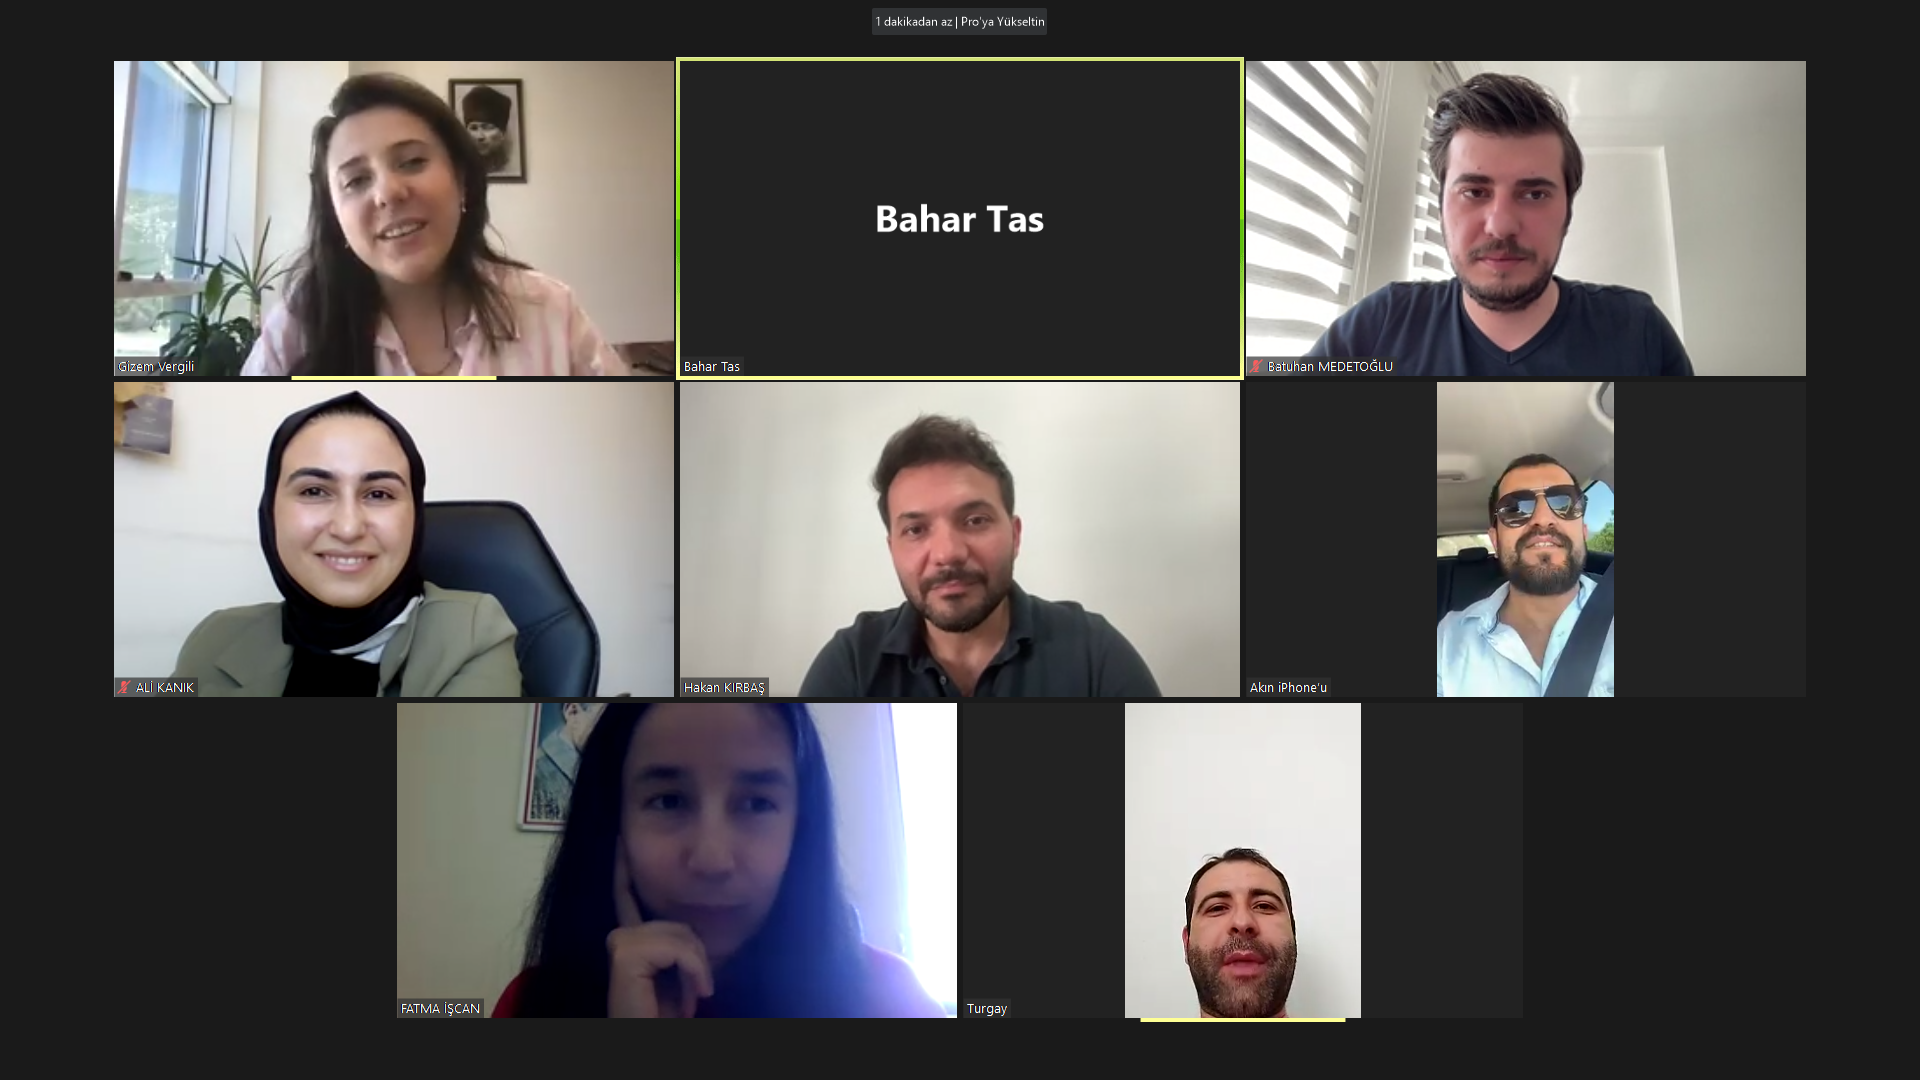 1 dakikadan az | Pro'ya Yükseltin
Bahar Tas
Gizem Vergili
Bahar Tas
Batuhan MEDETOĞLU
ALİ KANIK
Hakan KIRBAŞ
Akın iPhone'u
FATMA İŞCAN
Turgay